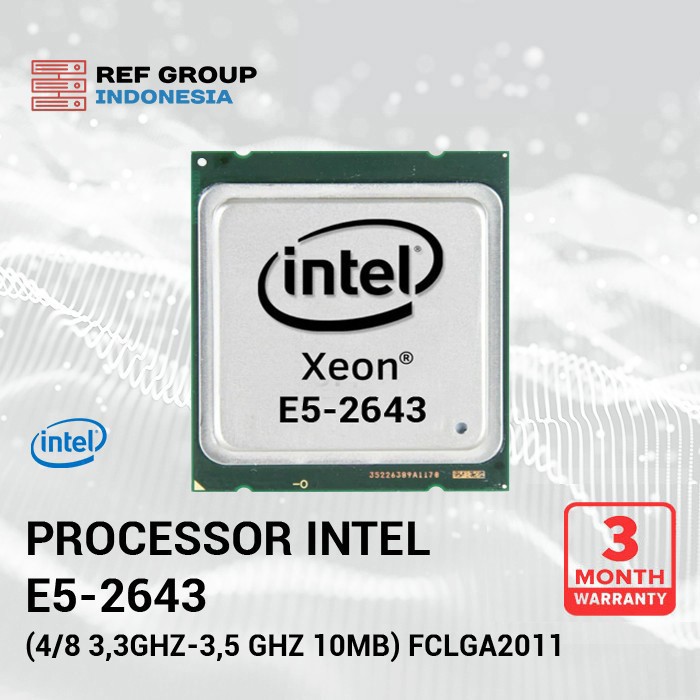 REF GROUP
INDONESIA
intel
Xeon®
E5-2643
35226389A1170
intel
PROCESSOR INTEL
E5-2643
(4/8 3,3GHZ-3,5 GHZ 10MB) FCLGA2011
3
MONTH
WARRANTY